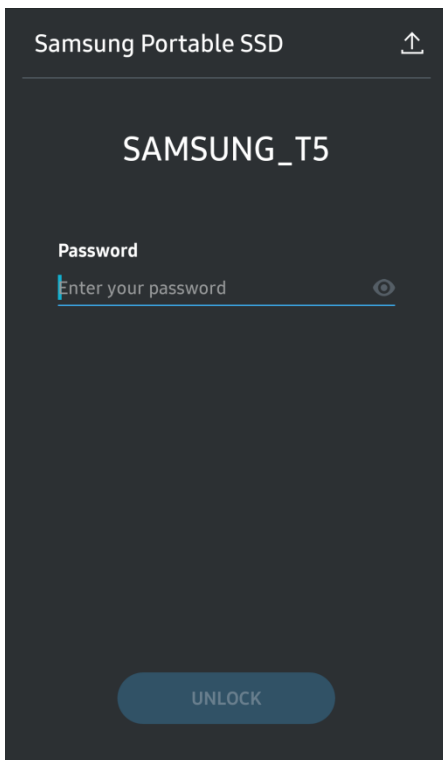 Samsung Portable SSD
SAMSUNG_T5
Password
Enter your password
UNLOCK